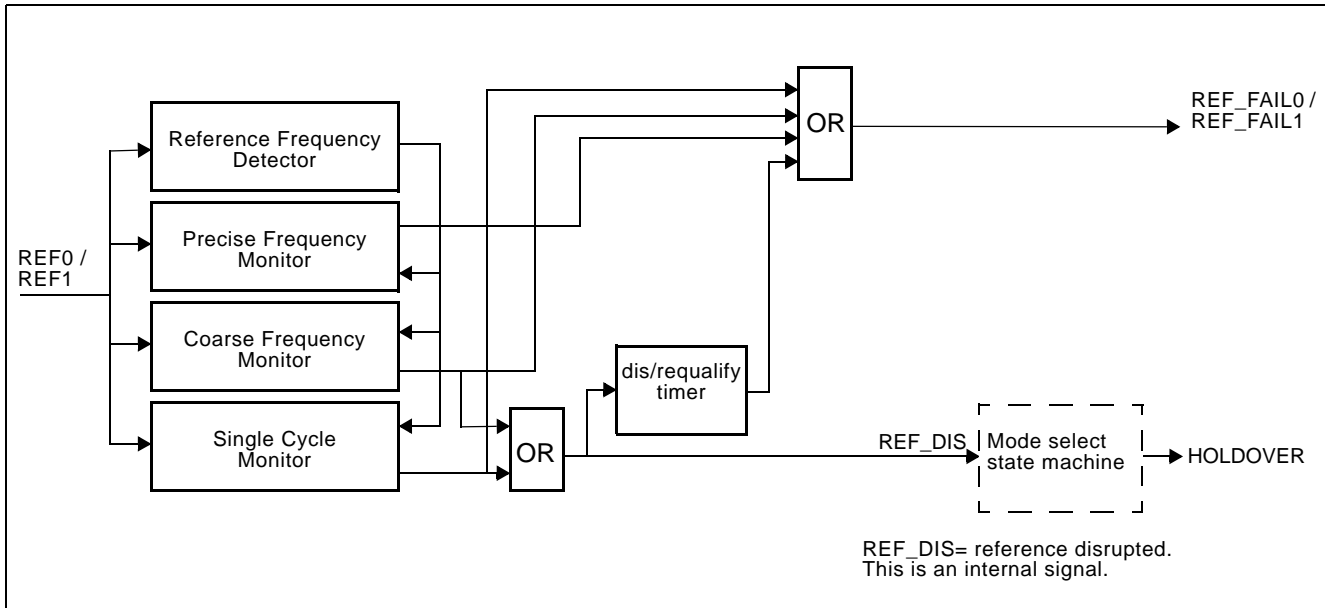 REF0 /
REF1
Reference Frequency
Detector
Precise Frequency
Monitor
Coarse Frequency
Monitor
Single Cycle
Monitor
OR
dis/requalify
timer
OR
REF_FAIL0 /
REF_FAIL1
REF_DIS
Mode select
state machine
HOLDOVER
REF_DIS= reference disrupted.
This is an internal signal.